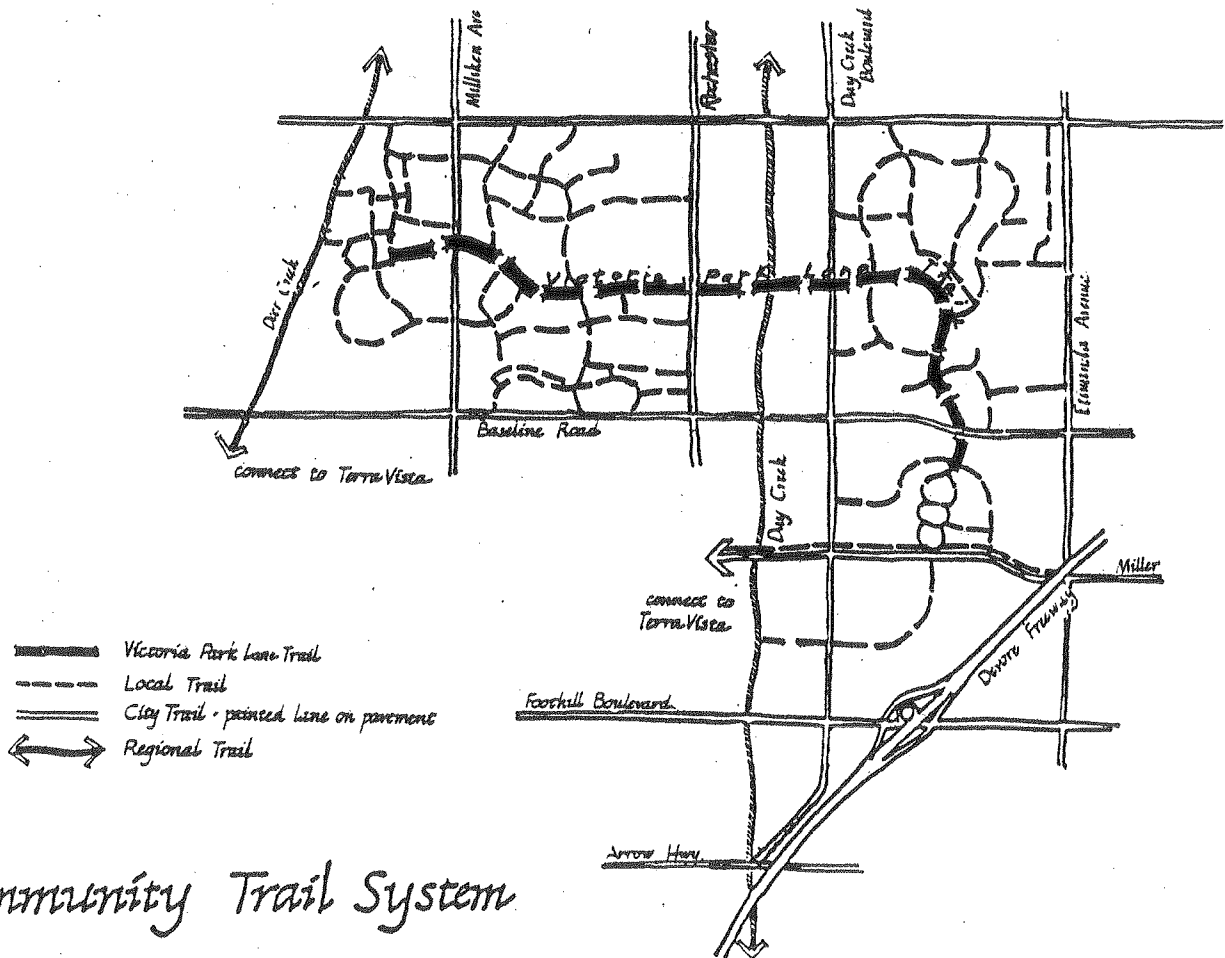 Milliken Ave
Rochester
Day Creek
Boulevard
Deer Creek
Victoria Park Lane
Etiwanda Avenue
Baseline Road
connect to Terra Vista
Day Creek
Miller
connect to
Terra Vista
Devore Freeway
Victoria Park Lane Trail
Local Trail
City Trail - painted line on pavement
Regional Trail
Foothill Boulevard
Arrow Hwy
mmunity Trail System